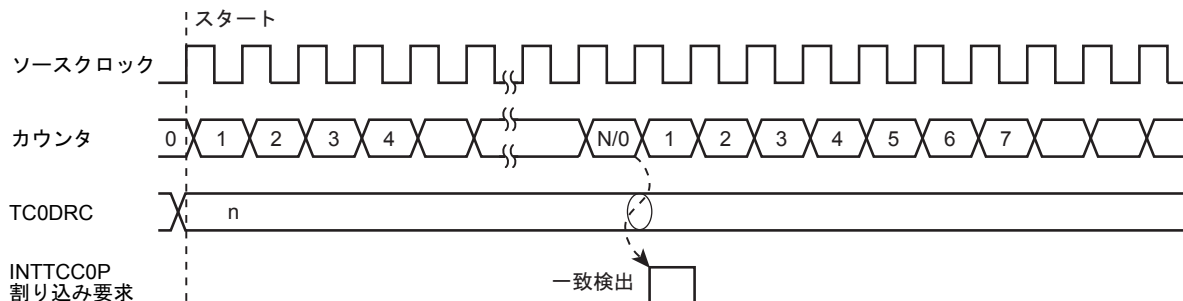 スタート
ソースクロック
カウンタ 0 1 2 3 4 N/0 1 2 3 4 5 6 7
TC0DRC n
INTTCC0P
割り込み要求 一致検出